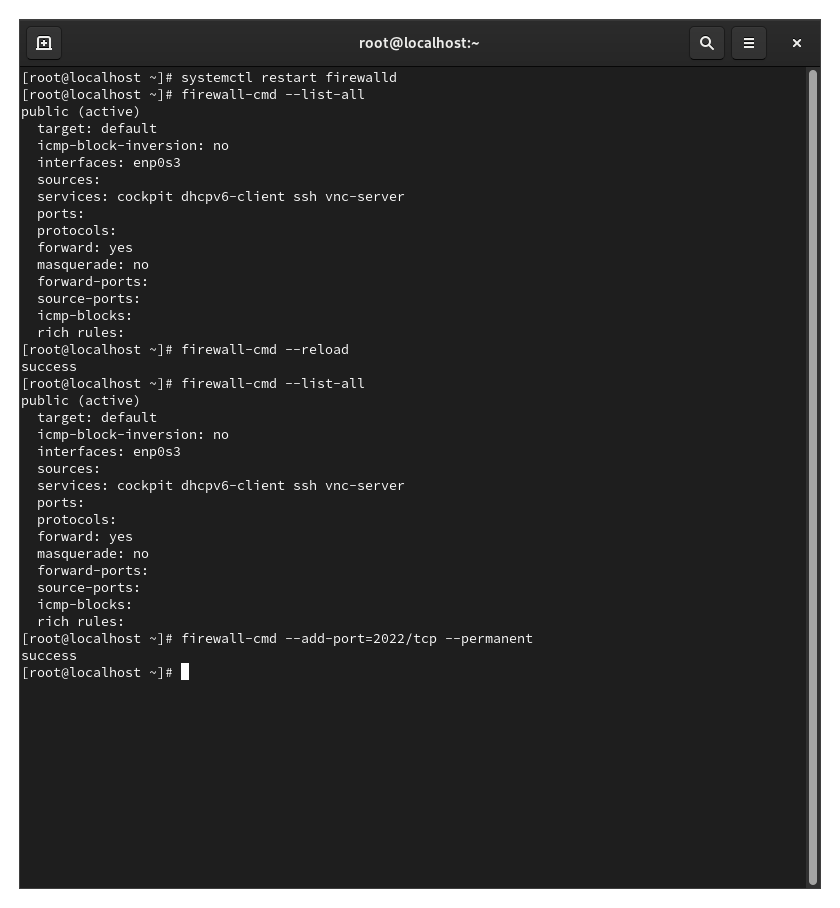 root@localhost:~
[root@localhost ~]# systemctl restart firewalld
[root@localhost ~]# firewall-cmd --list-all
public (active)
  target: default
  icmp-block-inversion: no
  interfaces: enp0s3
  sources:
  services: cockpit dhcpv6-client ssh vnc-server
  ports:
  protocols:
  forward: yes
  masquerade: no
  forward-ports:
  source-ports:
  icmp-blocks:
  rich rules:
[root@localhost ~]# firewall-cmd --reload
success
[root@localhost ~]# firewall-cmd --list-all
public (active)
  target: default
  icmp-block-inversion: no
  interfaces: enp0s3
  sources:
  services: cockpit dhcpv6-client ssh vnc-server
  ports:
  protocols:
  forward: yes
  masquerade: no
  forward-ports:
  source-ports:
  icmp-blocks:
  rich rules:
[root@localhost ~]# firewall-cmd --add-port=2022/tcp --permanent
success
[root@localhost ~]#